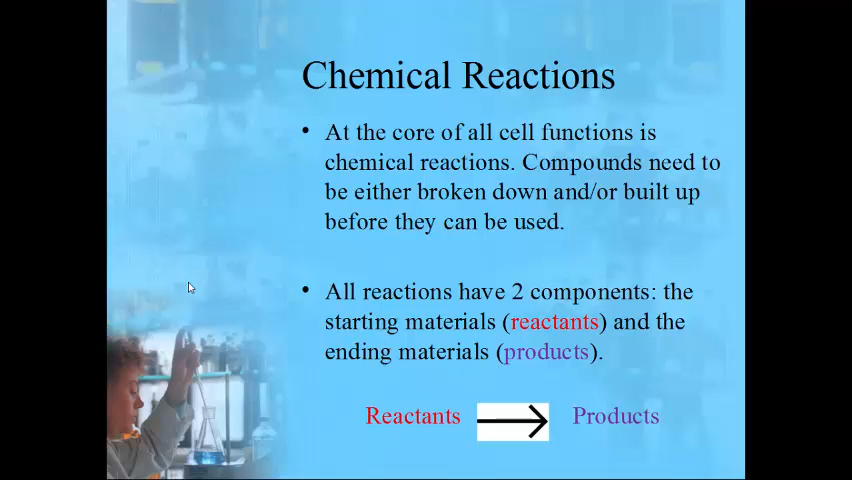 Chemical Reactions
• At the core of all cell functions is
chemical reactions. Compounds need to
be either broken down and/or built up
before they can be used.
• All reactions have 2 components: the
starting materials (reactants) and the
ending materials (products).
Reactants → Products